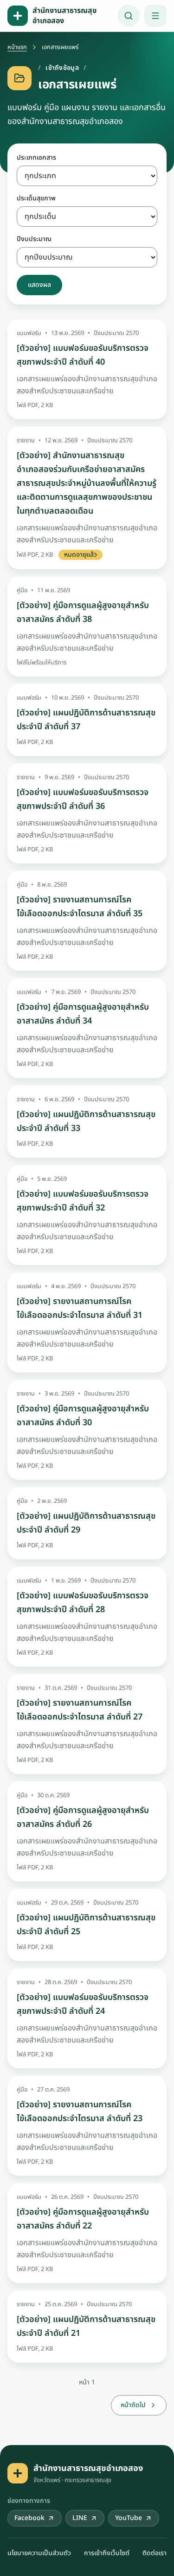 สำนักงานสาธารณสุข
อำเภอสอง
หน้าแรก > เอกสารเผยแพร่
/ เข้าถึงข้อมูล /
เอกสารเผยแพร่
แบบฟอร์ม คู่มือ แผนงาน รายงาน และเอกสารอื่น
ของสำนักงานสาธารณสุขอำเภอสอง
ประเภทเอกสาร
ทุกประเภท
ประเด็นสุขภาพ
ทุกประเด็น
ปีงบประมาณ
ทุกปีงบประมาณ
แสดงผล
แบบฟอร์ม • 13 พ.ย. 2569 • ปีงบประมาณ 2570
[ตัวอย่าง] แบบฟอร์มขอรับบริการตรวจ
สุขภาพประจำปี ลำดับที่ 40
เอกสารเผยแพร่ของสำนักงานสาธารณสุขอำเภอ
สองสำหรับประชาชนและเครือข่าย
ไฟล์ PDF, 2 KB
รายงาน • 12 พ.ย. 2569 • ปีงบประมาณ 2570
[ตัวอย่าง] สำนักงานสาธารณสุข
อำเภอสองร่วมกับเครือข่ายอาสาสมัคร
สาธารณสุขประจำหมู่บ้านลงพื้นที่ให้ความรู้
และติดตามการดูแลสุขภาพของประชาชน
ในทุกตำบลตลอดเดือน
เอกสารเผยแพร่ของสำนักงานสาธารณสุขอำเภอ
สองสำหรับประชาชนและเครือข่าย
ไฟล์ PDF, 2 KB หมดอายุแล้ว
คู่มือ • 11 พ.ย. 2569
[ตัวอย่าง] คู่มือการดูแลผู้สูงอายุสำหรับ
อาสาสมัคร ลำดับที่ 38
เอกสารเผยแพร่ของสำนักงานสาธารณสุขอำเภอ
สองสำหรับประชาชนและเครือข่าย
ไฟล์ไม่พร้อมให้บริการ
แบบฟอร์ม • 10 พ.ย. 2569 • ปีงบประมาณ 2570
[ตัวอย่าง] แผนปฏิบัติการด้านสาธารณสุข
ประจำปี ลำดับที่ 37
ไฟล์ PDF, 2 KB
รายงาน • 9 พ.ย. 2569 • ปีงบประมาณ 2570
[ตัวอย่าง] แบบฟอร์มขอรับบริการตรวจ
สุขภาพประจำปี ลำดับที่ 36
เอกสารเผยแพร่ของสำนักงานสาธารณสุขอำเภอ
สองสำหรับประชาชนและเครือข่าย
ไฟล์ PDF, 2 KB
คู่มือ • 8 พ.ย. 2569
[ตัวอย่าง] รายงานสถานการณ์โรค
ไข้เลือดออกประจำไตรมาส ลำดับที่ 35
เอกสารเผยแพร่ของสำนักงานสาธารณสุขอำเภอ
สองสำหรับประชาชนและเครือข่าย
ไฟล์ PDF, 2 KB
แบบฟอร์ม • 7 พ.ย. 2569 • ปีงบประมาณ 2570
[ตัวอย่าง] คู่มือการดูแลผู้สูงอายุสำหรับ
อาสาสมัคร ลำดับที่ 34
เอกสารเผยแพร่ของสำนักงานสาธารณสุขอำเภอ
สองสำหรับประชาชนและเครือข่าย
ไฟล์ PDF, 2 KB
รายงาน • 6 พ.ย. 2569 • ปีงบประมาณ 2570
[ตัวอย่าง] แผนปฏิบัติการด้านสาธารณสุข
ประจำปี ลำดับที่ 33
ไฟล์ PDF, 2 KB
คู่มือ • 5 พ.ย. 2569
[ตัวอย่าง] แบบฟอร์มขอรับบริการตรวจ
สุขภาพประจำปี ลำดับที่ 32
เอกสารเผยแพร่ของสำนักงานสาธารณสุขอำเภอ
สองสำหรับประชาชนและเครือข่าย
ไฟล์ PDF, 2 KB
แบบฟอร์ม • 4 พ.ย. 2569 • ปีงบประมาณ 2570
[ตัวอย่าง] รายงานสถานการณ์โรค
ไข้เลือดออกประจำไตรมาส ลำดับที่ 31
เอกสารเผยแพร่ของสำนักงานสาธารณสุขอำเภอ
สองสำหรับประชาชนและเครือข่าย
ไฟล์ PDF, 2 KB
รายงาน • 3 พ.ย. 2569 • ปีงบประมาณ 2570
[ตัวอย่าง] คู่มือการดูแลผู้สูงอายุสำหรับ
อาสาสมัคร ลำดับที่ 30
เอกสารเผยแพร่ของสำนักงานสาธารณสุขอำเภอ
สองสำหรับประชาชนและเครือข่าย
ไฟล์ PDF, 2 KB
คู่มือ • 2 พ.ย. 2569
[ตัวอย่าง] แผนปฏิบัติการด้านสาธารณสุข
ประจำปี ลำดับที่ 29
ไฟล์ PDF, 2 KB
แบบฟอร์ม • 1 พ.ย. 2569 • ปีงบประมาณ 2570
[ตัวอย่าง] แบบฟอร์มขอรับบริการตรวจ
สุขภาพประจำปี ลำดับที่ 28
เอกสารเผยแพร่ของสำนักงานสาธารณสุขอำเภอ
สองสำหรับประชาชนและเครือข่าย
ไฟล์ PDF, 2 KB
รายงาน • 31 ต.ค. 2569 • ปีงบประมาณ 2570
[ตัวอย่าง] รายงานสถานการณ์โรค
ไข้เลือดออกประจำไตรมาส ลำดับที่ 27
เอกสารเผยแพร่ของสำนักงานสาธารณสุขอำเภอ
สองสำหรับประชาชนและเครือข่าย
ไฟล์ PDF, 2 KB
คู่มือ • 30 ต.ค. 2569
[ตัวอย่าง] คู่มือการดูแลผู้สูงอายุสำหรับ
อาสาสมัคร ลำดับที่ 26
เอกสารเผยแพร่ของสำนักงานสาธารณสุขอำเภอ
สองสำหรับประชาชนและเครือข่าย
ไฟล์ PDF, 2 KB
แบบฟอร์ม • 29 ต.ค. 2569 • ปีงบประมาณ 2570
[ตัวอย่าง] แผนปฏิบัติการด้านสาธารณสุข
ประจำปี ลำดับที่ 25
ไฟล์ PDF, 2 KB
รายงาน • 28 ต.ค. 2569 • ปีงบประมาณ 2570
[ตัวอย่าง] แบบฟอร์มขอรับบริการตรวจ
สุขภาพประจำปี ลำดับที่ 24
เอกสารเผยแพร่ของสำนักงานสาธารณสุขอำเภอ
สองสำหรับประชาชนและเครือข่าย
ไฟล์ PDF, 2 KB
คู่มือ • 27 ต.ค. 2569
[ตัวอย่าง] รายงานสถานการณ์โรค
ไข้เลือดออกประจำไตรมาส ลำดับที่ 23
เอกสารเผยแพร่ของสำนักงานสาธารณสุขอำเภอ
สองสำหรับประชาชนและเครือข่าย
ไฟล์ PDF, 2 KB
แบบฟอร์ม • 26 ต.ค. 2569 • ปีงบประมาณ 2570
[ตัวอย่าง] คู่มือการดูแลผู้สูงอายุสำหรับ
อาสาสมัคร ลำดับที่ 22
เอกสารเผยแพร่ของสำนักงานสาธารณสุขอำเภอ
สองสำหรับประชาชนและเครือข่าย
ไฟล์ PDF, 2 KB
รายงาน • 25 ต.ค. 2569 • ปีงบประมาณ 2570
[ตัวอย่าง] แผนปฏิบัติการด้านสาธารณสุข
ประจำปี ลำดับที่ 21
ไฟล์ PDF, 2 KB
หน้า 1
หน้าถัดไป
สำนักงานสาธารณสุขอำเภอสอง
จังหวัดแพร่ · กระทรวงสาธารณสุข
ช่องทางทางการ
Facebook LINE YouTube
นโยบายความเป็นส่วนตัว การเข้าถึงเว็บไซต์ ติดต่อเรา